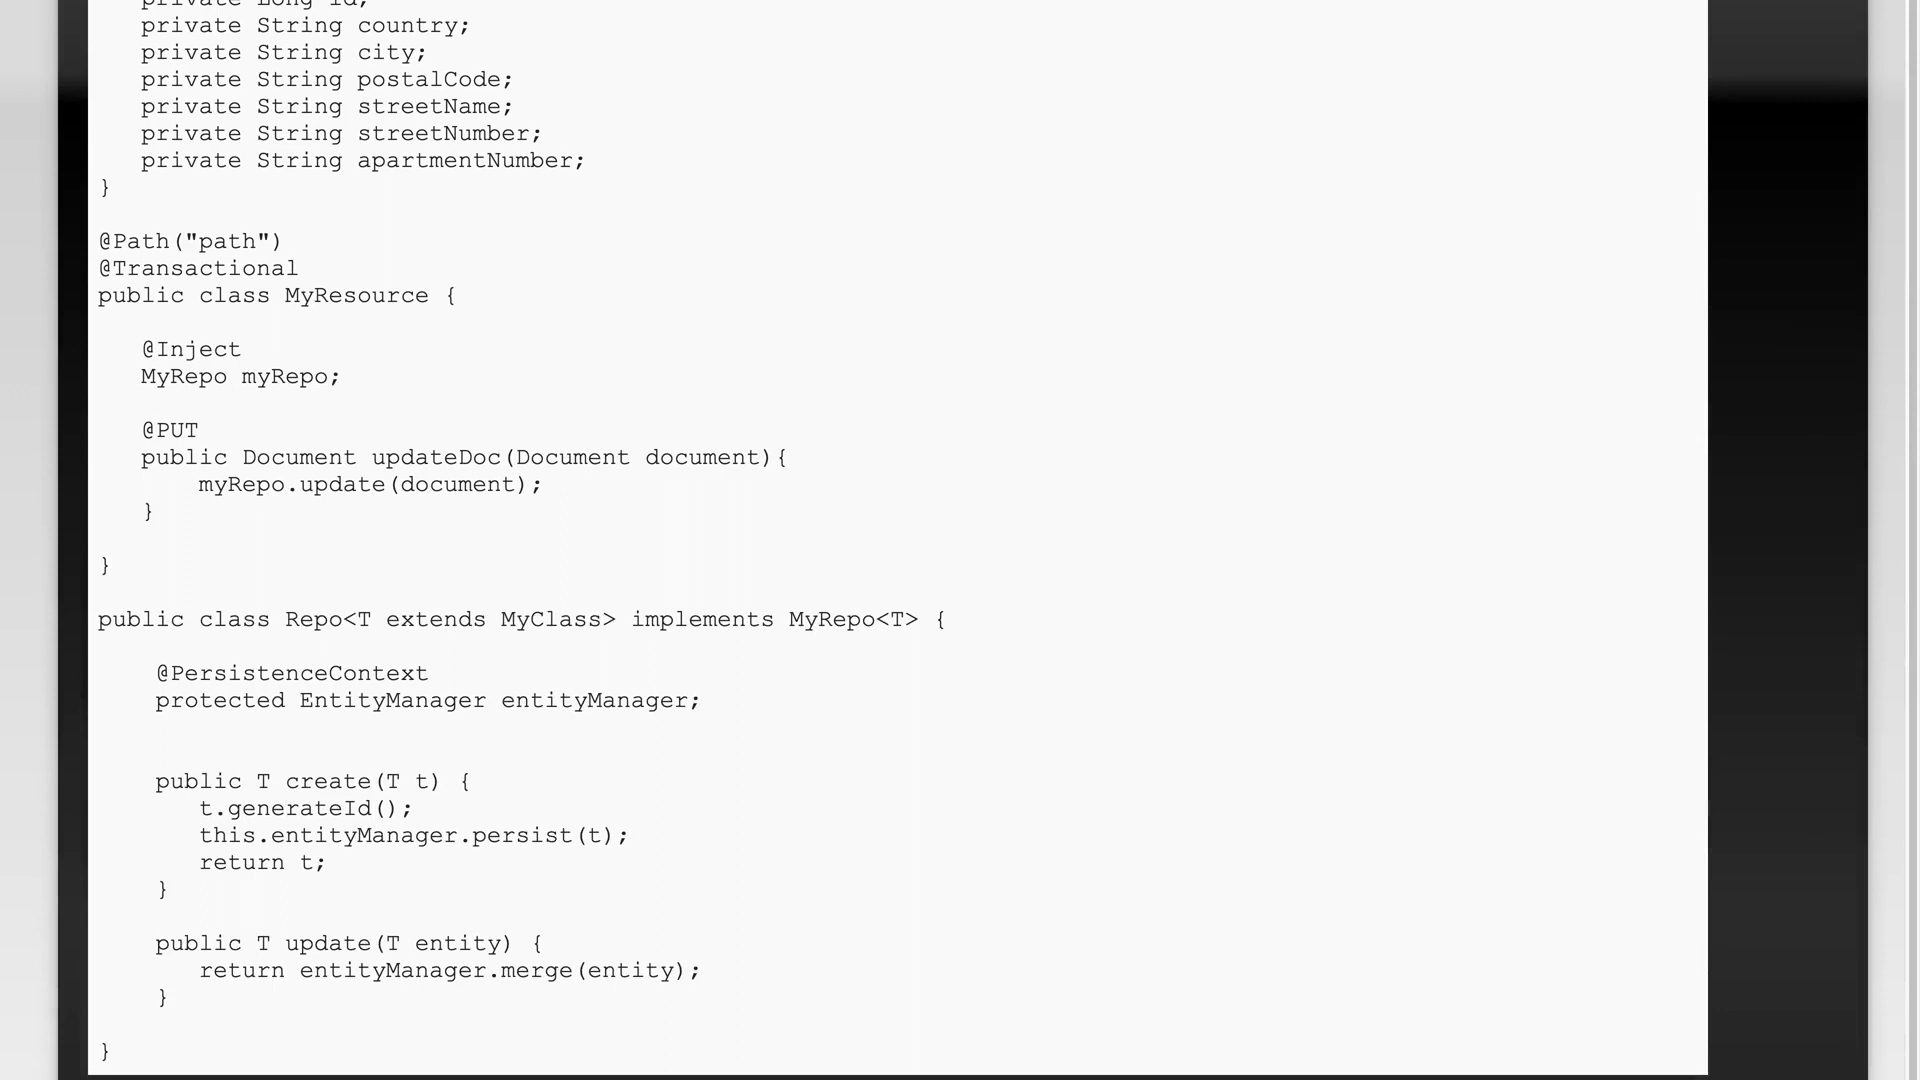 private Long id;
private String country;
private String city;
private String postalCode;
private String streetName;
private String streetNumber;
private String apartmentNumber;
}
@Path("path")
@Transactional
public class MyResource {
@Inject
MyRepo myRepo;
@PUT
public Document updateDoc(Document document){
myRepo.update(document);
}
}
public class Repo<T extends MyClass> implements MyRepo<T> {
@PersistenceContext
protected EntityManager entityManager;
public T create(T t) {
t.generateId();
this.entityManager.persist(t);
return t;
}
public T update(T entity) {
return entityManager.merge(entity);
}
}